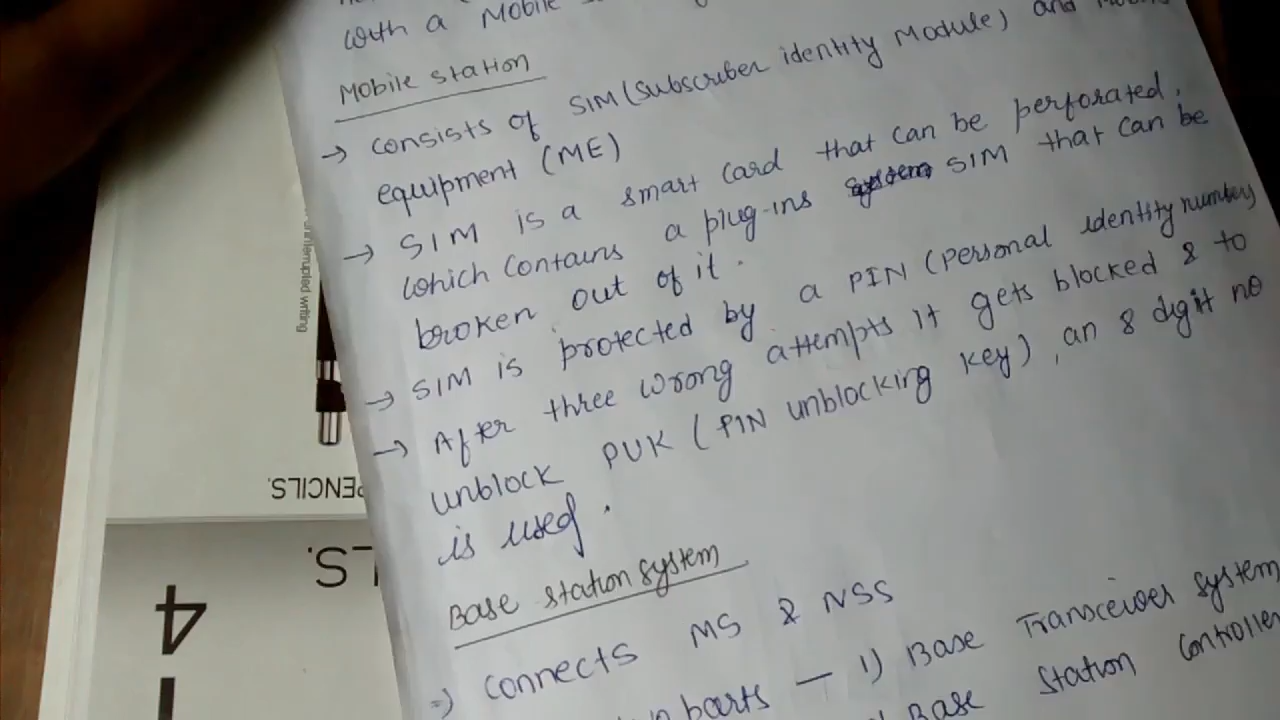 with a Mobile
Mobile station
→ consists of SIM (Subscriber identity Module) and
equipment (ME)
→ SIM is a smart card that can be perforated,
which contains a plug-ins SIM that can be
broken out of it.
→ SIM is protected by a PIN (Personal identity number)
→ After three wrong attempts it gets blocked & to
unblock PUK (PIN unblocking key), an 8 digit no
is used.
Base station system
→) connects MS & NSS
parts — 1) Base Transceiver system
Base Station Controller
uninterrupted writing
PENCILS.
LS.
4